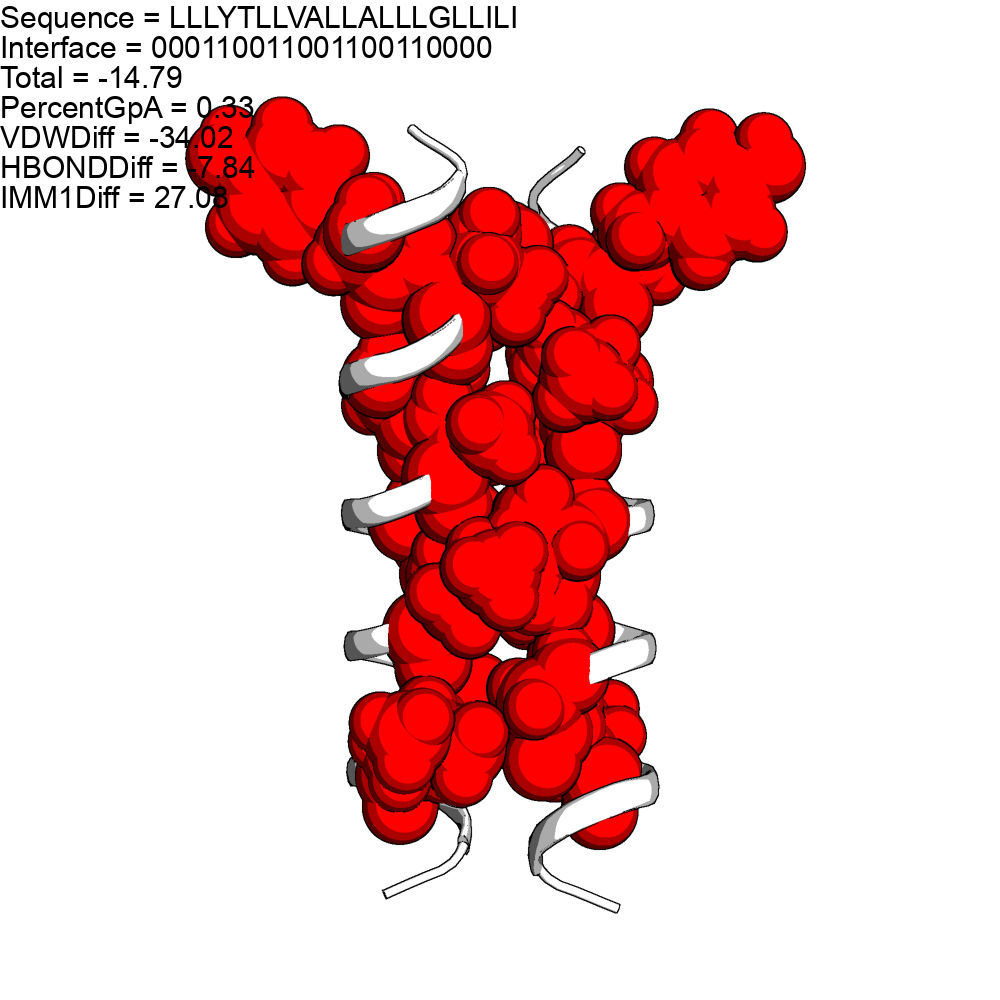 Sequence = LLLYTLLVALLALLLGLLILI
Interface = 000110011001100110000
Total = -14.79
PercentGpA = 0.33
VDWDiff = -34.02
HBONDDiff = -7.84
IMM1Diff = 27.08